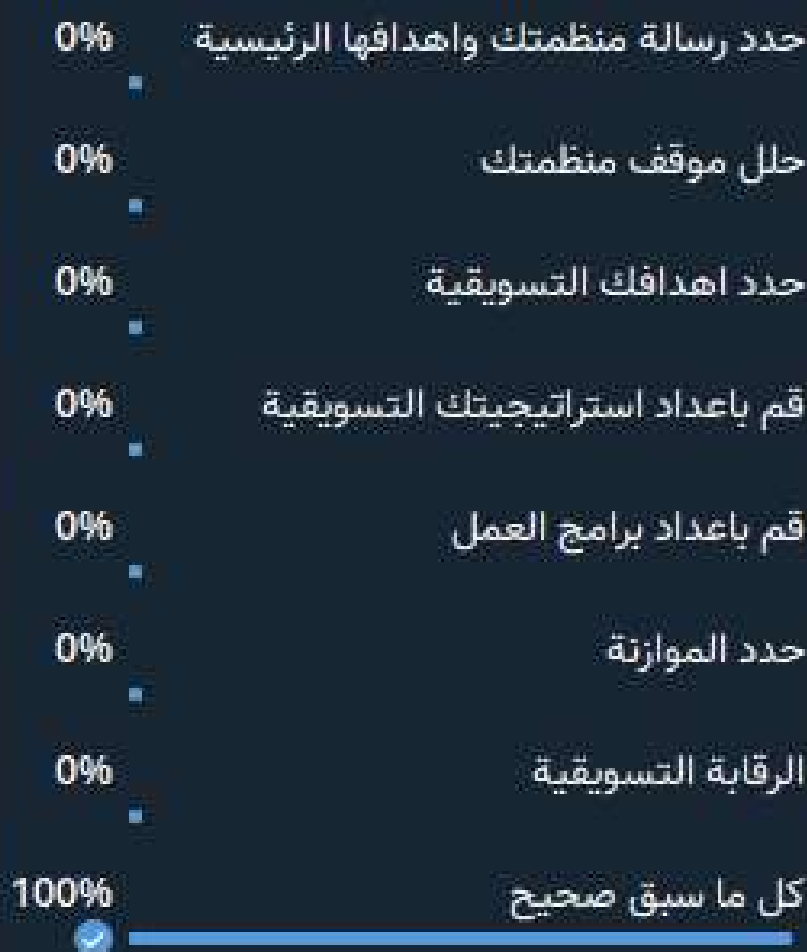 حدد رسالة منظمتك واهدافها الرئيسية 0%
حلل موقف منظمتك 0%
حدد اهدافك التسويقية 0%
قم باعداد استراتيجيتك التسويقية 0%
قم باعداد برامج العمل 0%
حدد الموازنة 0%
الرقابة التسويقية 0%
كل ما سبق صحيح 100%